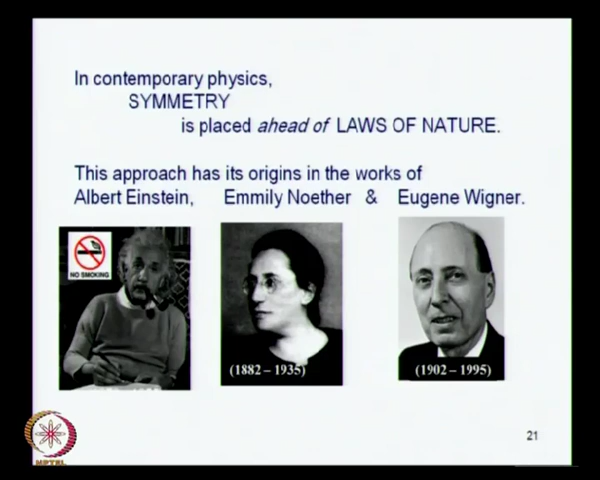 In contemporary physics,
SYMMETRY
is placed ahead of LAWS OF NATURE.
This approach has its origins in the works of
Albert Einstein, Emmily Noether & Eugene Wigner.
NO SMOKING
(1882 – 1935)
(1902 – 1995)
21
NPTEL